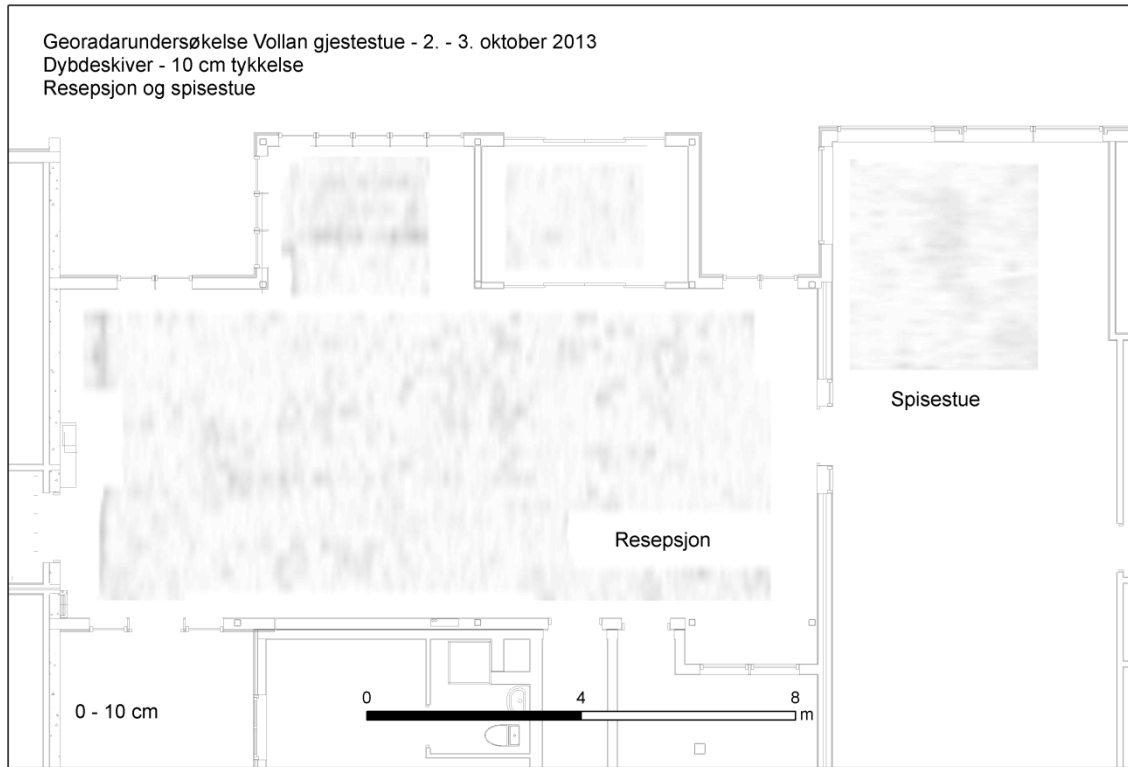 Georadarundersøkelse Vollan gjestestue - 2. - 3. oktober 2013
Dybdeskiver - 10 cm tykkelse
Resepsjon og spisestue
Spisestue
Resepsjon
0 - 10 cm
0 4 8
m